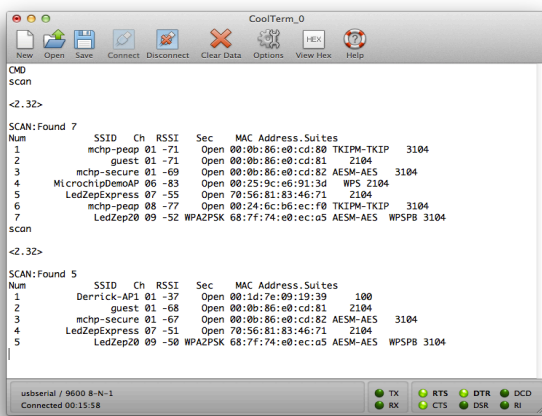 CoolTerm_0
New Open Save Connect Disconnect Clear Data Options View Hex Help
HEX
CMD
scan
<2.32>
SCAN:Found 7
Num SSID Ch RSSI Sec MAC Address.Suites
1 mchp-peap 01 -71 Open 00:0b:86:e0:cd:80 TKIPM-TKIP 3104
2 guest 01 -71 Open 00:0b:86:e0:cd:81 2104
3 mchp-secure 01 -69 Open 00:0b:86:e0:cd:82 AESM-AES 3104
4 MicrochipDemoAP 06 -83 Open 00:25:9c:e6:91:3d WPS 2104
5 LedZepExpress 07 -55 Open 70:56:81:83:46:71 2104
6 mchp-peap 08 -77 Open 00:24:6c:b6:ec:f0 TKIPM-TKIP 3104
7 LedZep20 09 -52 WPA2PSK 68:7f:74:e0:ec:a5 AESM-AES WPSPB 3104
scan
<2.32>
SCAN:Found 5
Num SSID Ch RSSI Sec MAC Address.Suites
1 Derrick-AP1 01 -37 Open 00:1d:7e:09:19:39 100
2 guest 01 -68 Open 00:0b:86:e0:cd:81 2104
3 mchp-secure 01 -67 Open 00:0b:86:e0:cd:82 AESM-AES 3104
4 LedZepExpress 07 -51 Open 70:56:81:83:46:71 2104
5 LedZep20 09 -50 WPA2PSK 68:7f:74:e0:ec:a5 AESM-AES WPSPB 3104
usbserial / 9600 8-N-1
Connected 00:15:58
TX RTS DTR DCD
RX CTS DSR RI